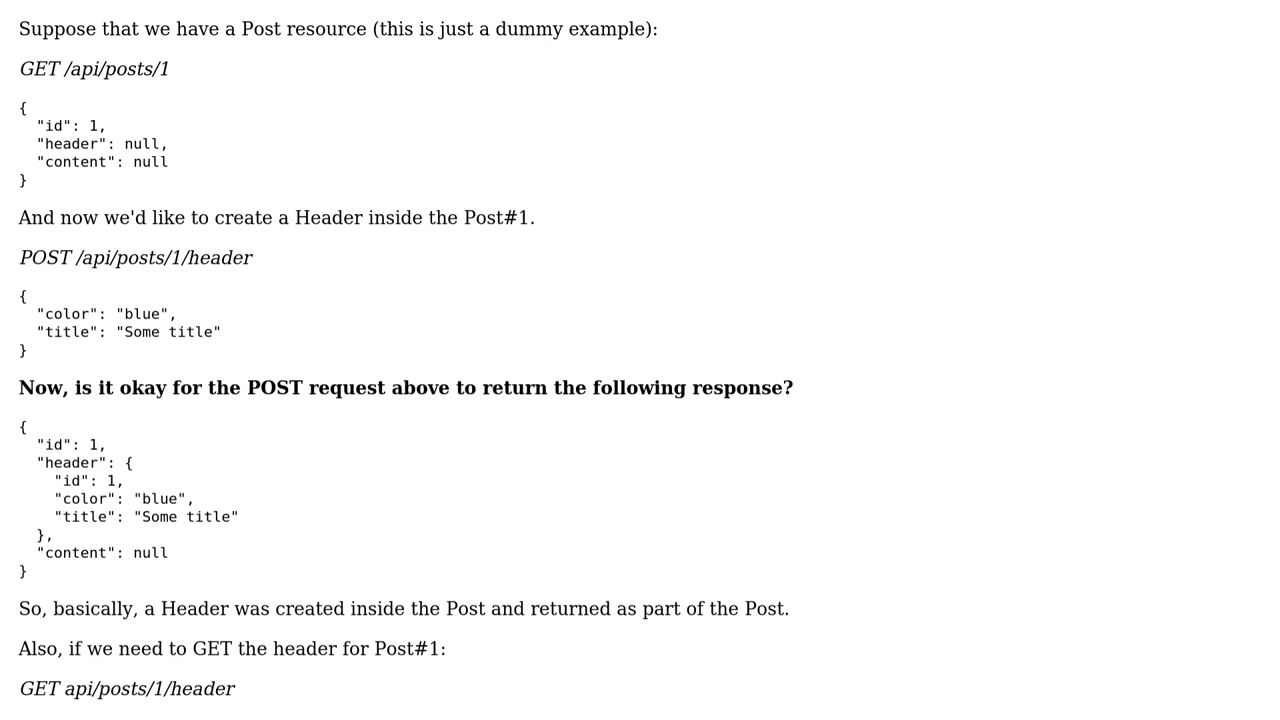 Suppose that we have a Post resource (this is just a dummy example):
GET /api/posts/1
{
  "id": 1,
  "header": null,
  "content": null
}
And now we'd like to create a Header inside the Post#1.
POST /api/posts/1/header
{
  "color": "blue",
  "title": "Some title"
}
Now, is it okay for the POST request above to return the following response?
{
  "id": 1,
  "header": {
    "id": 1,
    "color": "blue",
    "title": "Some title"
  },
  "content": null
}
So, basically, a Header was created inside the Post and returned as part of the Post.
Also, if we need to GET the header for Post#1:
GET api/posts/1/header